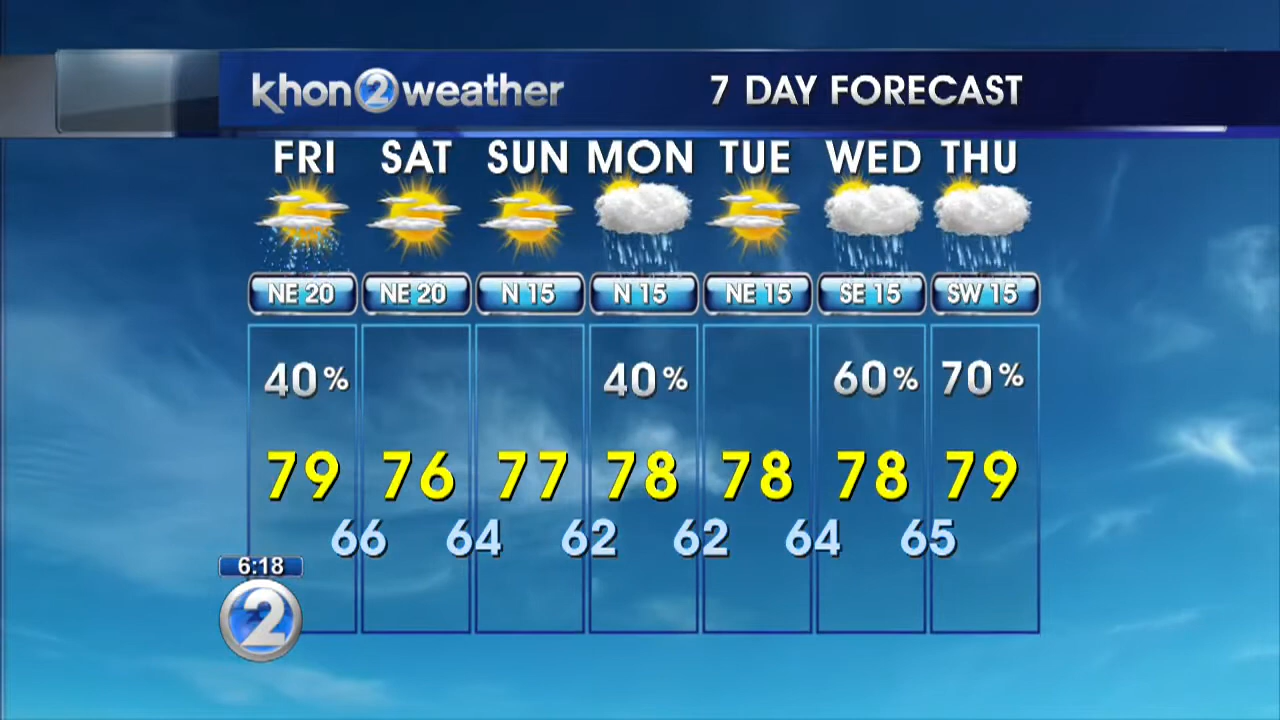 khon2weather 7 DAY FORECAST
FRI SAT SUN MON TUE WED THU
NE 20 NE 20 N 15 N 15 NE 15 SE 15 SW 15
40% 40% 60% 70%
79 76 77 78 78 78 79
66 64 62 62 64 65
6:18
2